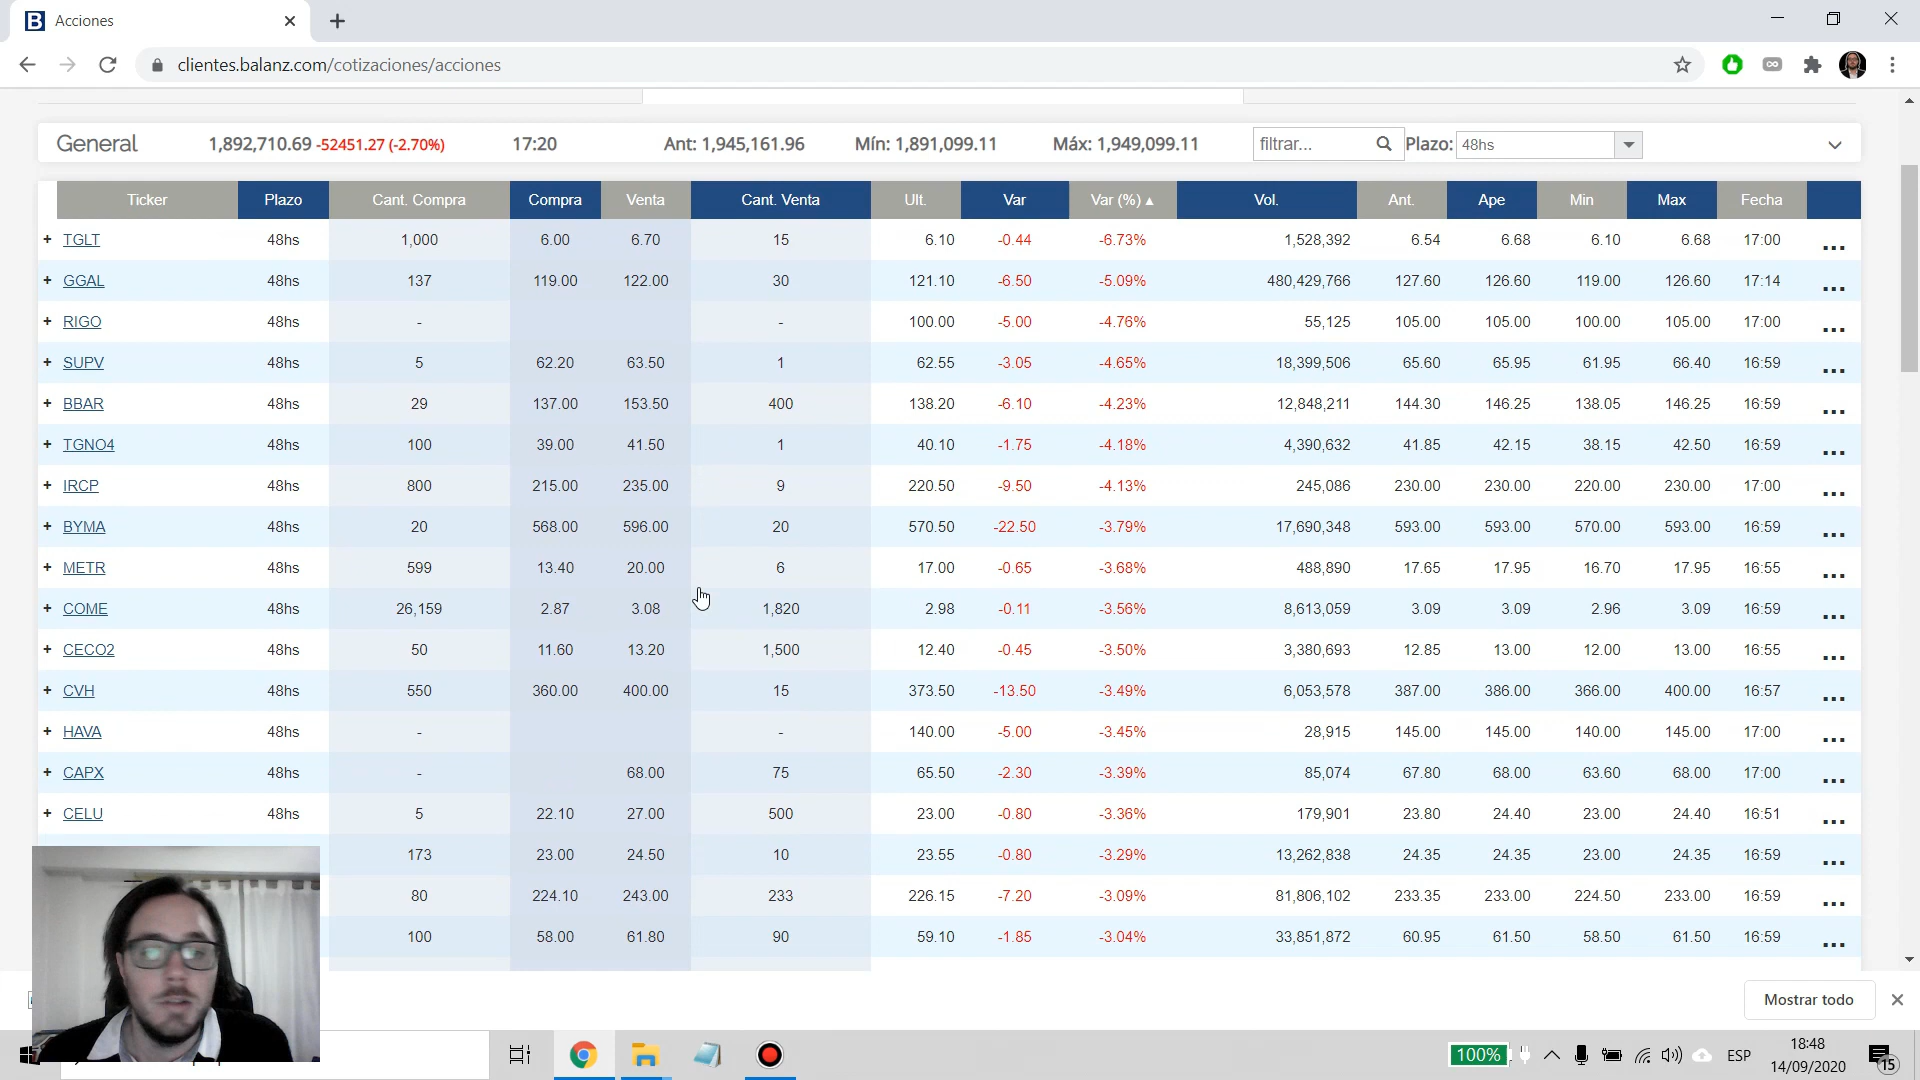 Acciones
clientes.balanz.com/cotizaciones/acciones
General 1,892,710.69 -52451.27 (-2.70%) 17:20 Ant: 1,945,161.96 Mín: 1,891,099.11 Máx: 1,949,099.11 filtrar... Plazo: 48hs
Ticker Plazo Cant. Compra Compra Venta Cant. Venta Ult. Var Var (%) ▲ Vol. Ant. Ape Min Max Fecha
+ TGLT 48hs 1,000 6.00 6.70 15 6.10 -0.44 -6.73% 1,528,392 6.54 6.68 6.10 6.68 17:00 ...
+ GGAL 48hs 137 119.00 122.00 30 121.10 -6.50 -5.09% 480,429,766 127.60 126.60 119.00 126.60 17:14 ...
+ RIGO 48hs - - 100.00 -5.00 -4.76% 55,125 105.00 105.00 100.00 105.00 17:00 ...
+ SUPV 48hs 5 62.20 63.50 1 62.55 -3.05 -4.65% 18,399,506 65.60 65.95 61.95 66.40 16:59 ...
+ BBAR 48hs 29 137.00 153.50 400 138.20 -6.10 -4.23% 12,848,211 144.30 146.25 138.05 146.25 16:59 ...
+ TGNO4 48hs 100 39.00 41.50 1 40.10 -1.75 -4.18% 4,390,632 41.85 42.15 38.15 42.50 16:59 ...
+ IRCP 48hs 800 215.00 235.00 9 220.50 -9.50 -4.13% 245,086 230.00 230.00 220.00 230.00 17:00 ...
+ BYMA 48hs 20 568.00 596.00 20 570.50 -22.50 -3.79% 17,690,348 593.00 593.00 570.00 593.00 16:59 ...
+ METR 48hs 599 13.40 20.00 6 17.00 -0.65 -3.68% 488,890 17.65 17.95 16.70 17.95 16:55 ...
+ COME 48hs 26,159 2.87 3.08 1,820 2.98 -0.11 -3.56% 8,613,059 3.09 3.09 2.96 3.09 16:59 ...
+ CECO2 48hs 50 11.60 13.20 1,500 12.40 -0.45 -3.50% 3,380,693 12.85 13.00 12.00 13.00 16:55 ...
+ CVH 48hs 550 360.00 400.00 15 373.50 -13.50 -3.49% 6,053,578 387.00 386.00 366.00 400.00 16:57 ...
+ HAVA 48hs - - 140.00 -5.00 -3.45% 28,915 145.00 145.00 140.00 145.00 17:00 ...
+ CAPX 48hs - 68.00 75 65.50 -2.30 -3.39% 85,074 67.80 68.00 63.60 68.00 17:00 ...
+ CELU 48hs 5 22.10 27.00 500 23.00 -0.80 -3.36% 179,901 23.80 24.40 23.00 24.40 16:51 ...
173 23.00 24.50 10 23.55 -0.80 -3.29% 13,262,838 24.35 24.35 23.00 24.35 16:59 ...
80 224.10 243.00 233 226.15 -7.20 -3.09% 81,806,102 233.35 233.00 224.50 233.00 16:59 ...
100 58.00 61.80 90 59.10 -1.85 -3.04% 33,851,872 60.95 61.50 58.50 61.50 16:59 ...
Mostrar todo
100% ESP 18:48
14/09/2020 15